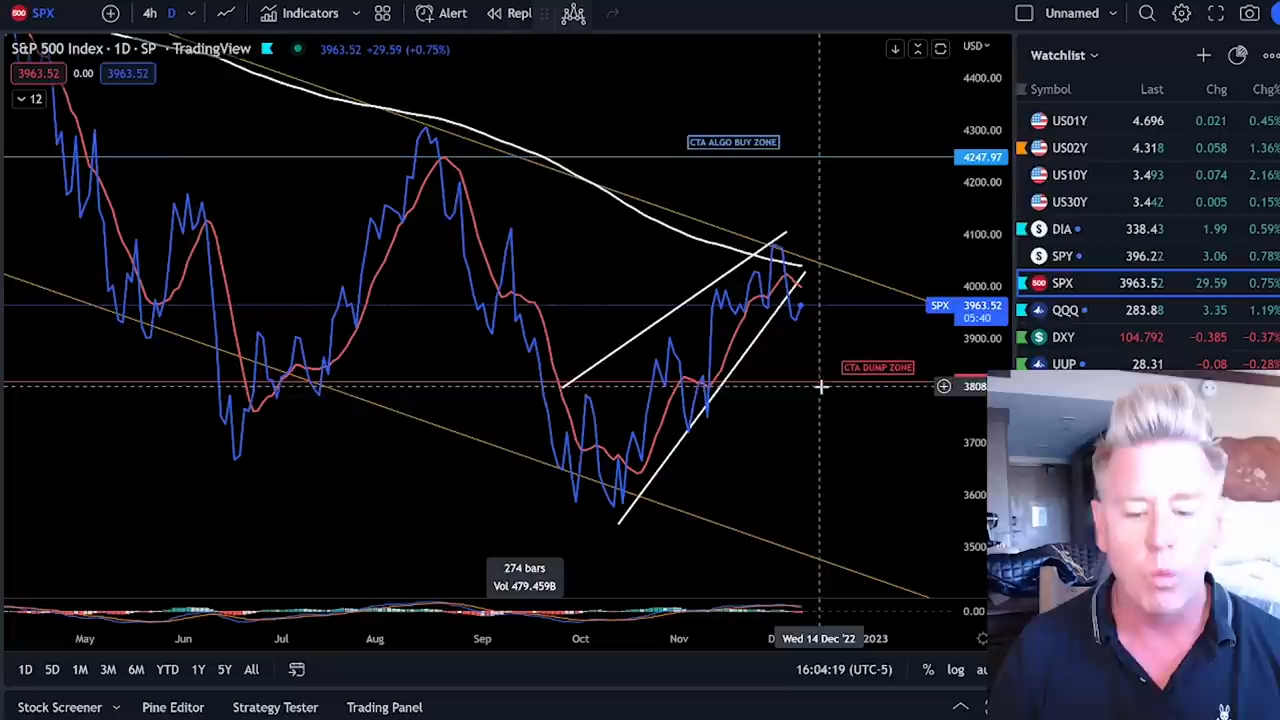 500 SPX 4h D Indicators Alert Repl Unnamed
S&P 500 Index · 1D · SP · TradingView 3963.52 +29.59 (+0.75%) USD
3963.52 0.00 3963.52
12
CTA ALGO BUY ZONE
CTA DUMP ZONE
4400.00
4300.00
4247.97
4200.00
4100.00
4000.00
SPX 3963.52
05:40
3900.00
3808
3700
3600
3500
0.00
274 bars
Vol 479.459B
May Jun Jul Aug Sep Oct Nov D Wed 14 Dec '22 2023
1D 5D 1M 3M 6M YTD 1Y 5Y All 16:04:19 (UTC-5) % log au
Stock Screener Pine Editor Strategy Tester Trading Panel
Watchlist
Symbol Last Chg Chg%
US01Y 4.696 0.021 0.45%
US02Y 4.318 0.058 1.36%
US10Y 3.493 0.074 2.16%
US30Y 3.442 0.005 0.15%
S DIA 338.43 1.99 0.59%
S SPY 396.22 3.06 0.78%
500 SPX 3963.52 29.59 0.75%
QQQ 283.88 3.35 1.19%
$ DXY 104.792 -0.385 -0.37%
UUP 28.31 -0.08 -0.28%